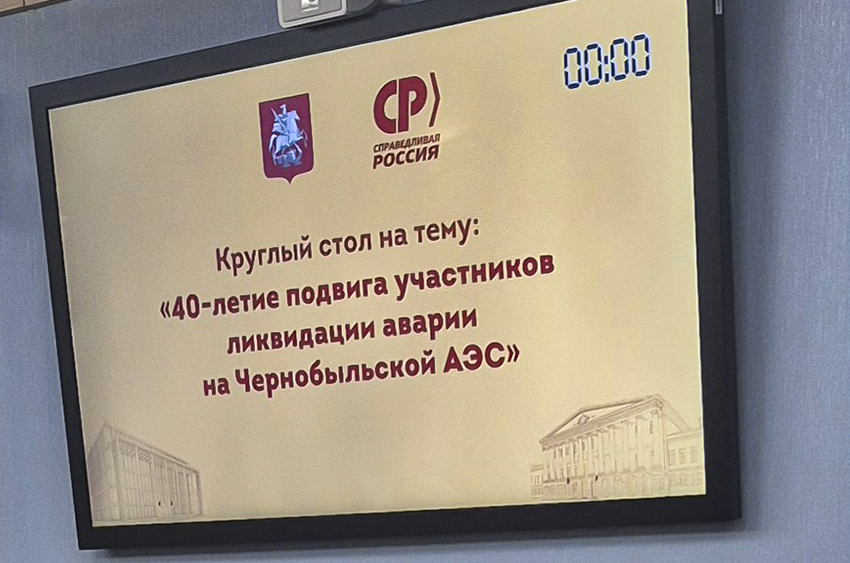 00:00
СР
СПРАВЕДЛИВАЯ
РОССИЯ
Круглый стол на тему:
«40-летие подвига участников
ликвидации аварии
на Чернобыльской АЭС»